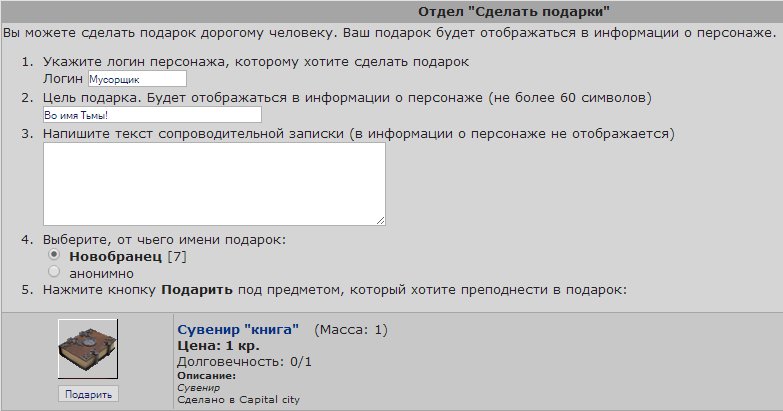 Отдел "Сделать подарки"
Вы можете сделать подарок дорогому человеку. Ваш подарок будет отображаться в информации о персонаже.
1. Укажите логин персонажа, которому хотите сделать подарок
Логин Мусорщик
2. Цель подарка. Будет отображаться в информации о персонаже (не более 60 символов)
Во имя Тьмы!
3. Напишите текст сопроводительной записки (в информации о персонаже не отображается)
4. Выберите, от чьего имени подарок:
Новобранец [7]
анонимно
5. Нажмите кнопку Подарить под предметом, который хотите преподнести в подарок:
Сувенир "книга" (Масса: 1)
Цена: 1 кр.
Долговечность: 0/1
Описание:
Сувенир
Сделано в Capital city
Подарить